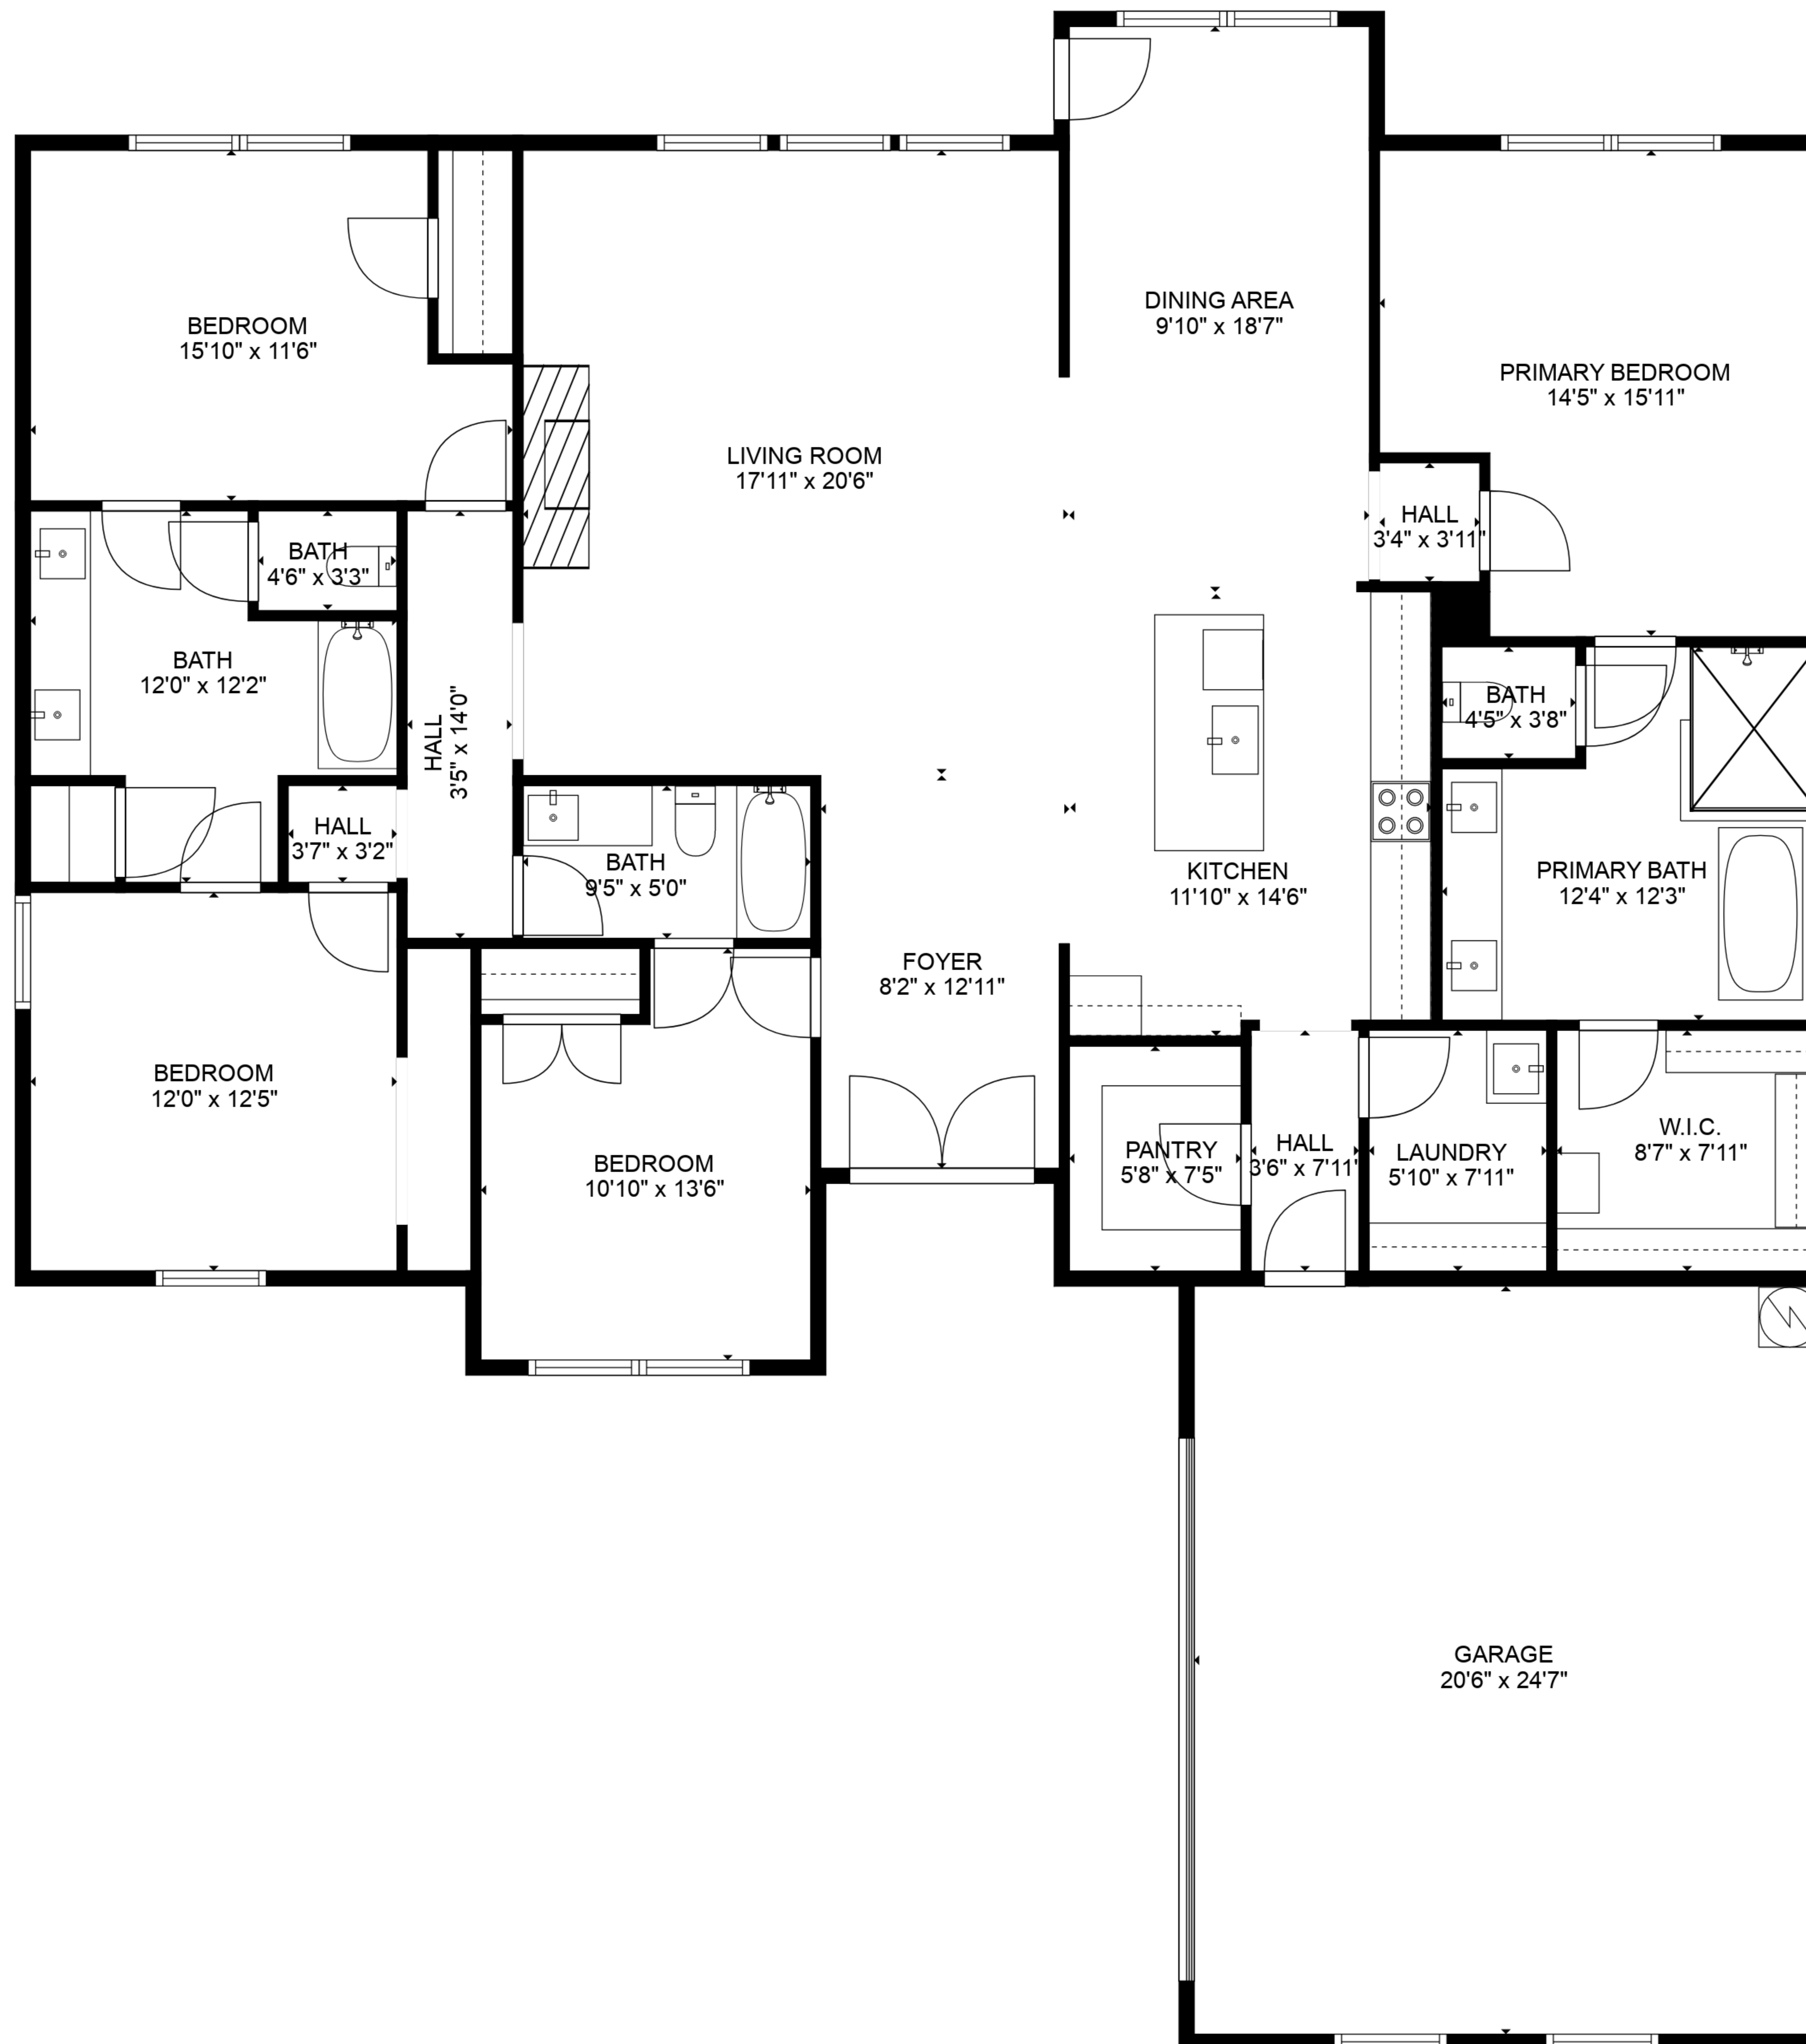 DINING AREA
9'10" x 18'7"
BEDROOM
15'10" x 11'6"
PRIMARY BEDROOM
14'5" x 15'11"
LIVING ROOM
17'11" x 20'6"
HALL
3'4" x 3'11"
BATH
4'6" x 3'3"
BATH
12'0" x 12'2"
HALL
3'5" x 14'0"
BATH
4'5" x 3'8"
HALL
3'7" x 3'2"
BATH
9'5" x 5'0"
KITCHEN
11'10" x 14'6"
PRIMARY BATH
12'4" x 12'3"
FOYER
8'2" x 12'11"
BEDROOM
12'0" x 12'5"
BEDROOM
10'10" x 13'6"
PANTRY
5'8" x 7'5"
HALL
3'6" x 7'11"
LAUNDRY
5'10" x 7'11"
W.I.C.
8'7" x 7'11"
GARAGE
20'6" x 24'7"